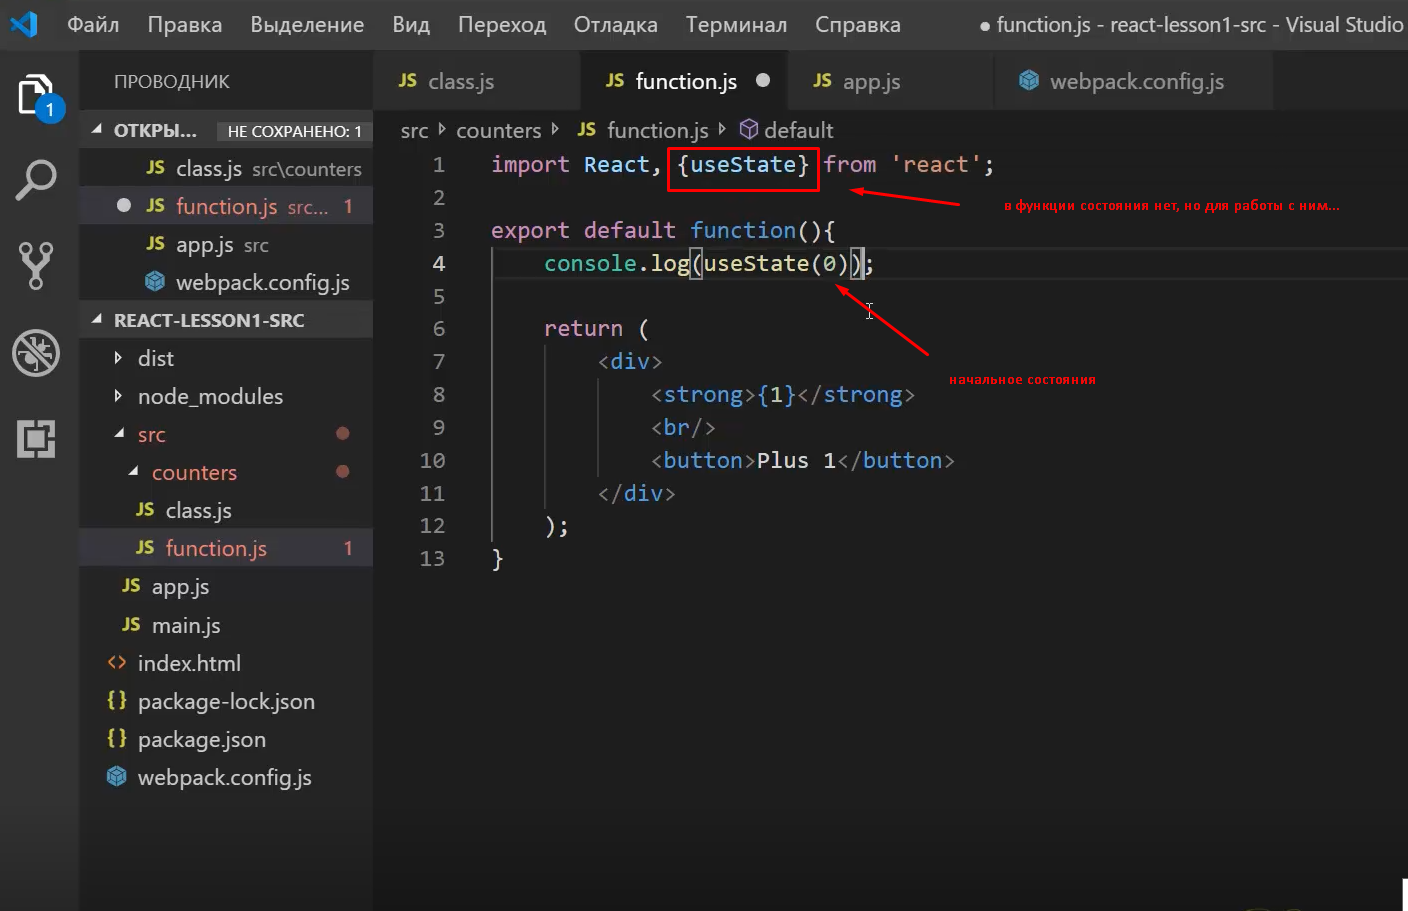 Файл Правка Выделение Вид Переход Отладка Терминал Справка ● function.js - react-lesson1-src - Visual Studio
ПРОВОДНИК
JS class.js JS function.js ● JS app.js webpack.config.js
ОТКРЫ... НЕ СОХРАНЕНО: 1
src counters JS function.js default
1
JS class.js src\counters
● JS function.js src... 1
JS app.js src
webpack.config.js
REACT-LESSON1-SRC
dist
node_modules
src
counters
JS class.js
JS function.js 1
JS app.js
JS main.js
<> index.html
{} package-lock.json
{} package.json
webpack.config.js
1 import React, {useState} from 'react';
2
в функции состояния нет, но для работы с ним...
3 export default function(){
4 console.log(useState(0));
5
6 return (
7 <div>
начальное состояния
8 <strong>{1}</strong>
9 <br/>
10 <button>Plus 1</button>
11 </div>
12 );
13 }